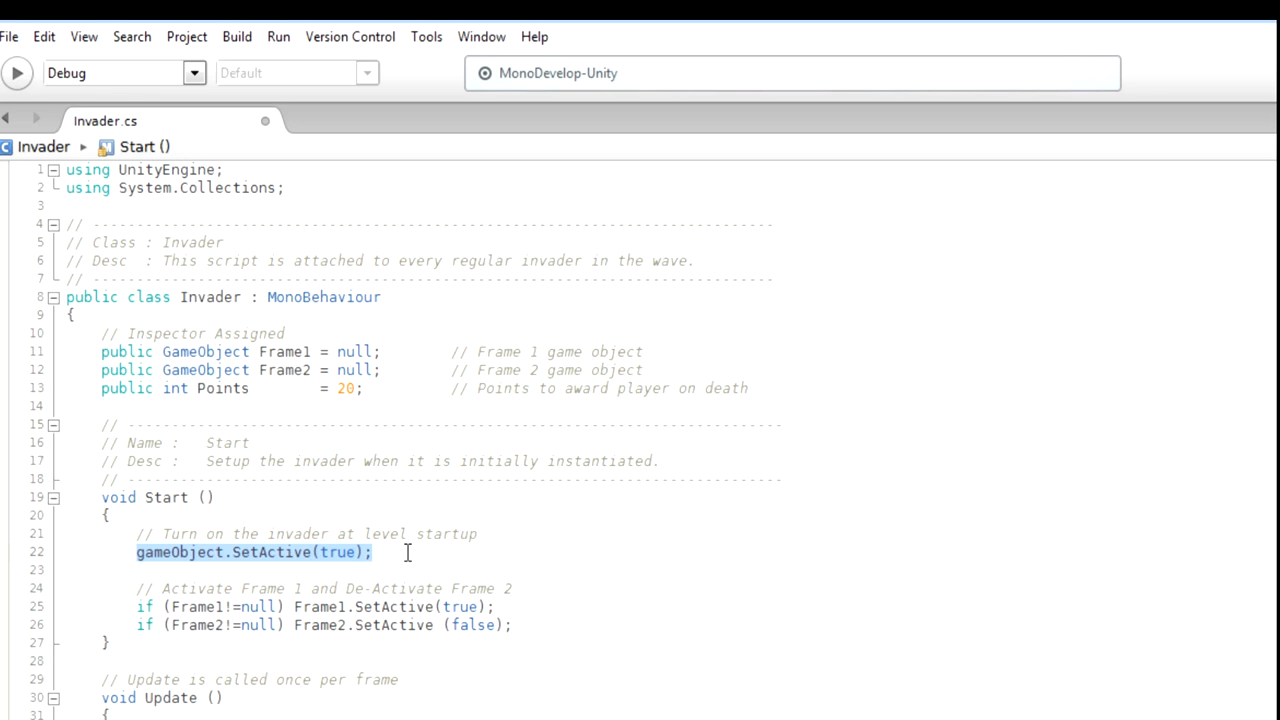 File Edit View Search Project Build Run Version Control Tools Window Help
Debug Default MonoDevelop-Unity
Invader.cs
C Invader ▸ M Start ()
1 using UnityEngine;
2 using System.Collections;
3
4 // --------------------------------------------------------------------------
5 // Class : Invader
6 // Desc  : This script is attached to every regular invader in the wave.
7 // --------------------------------------------------------------------------
8 public class Invader : MonoBehaviour
9 {
10 // Inspector Assigned
11 public GameObject Frame1 = null; // Frame 1 game object
12 public GameObject Frame2 = null; // Frame 2 game object
13 public int Points = 20; // Points to award player on death
14
15 // --------------------------------------------------------------------------
16 // Name : Start
17 // Desc : Setup the invader when it is initially instantiated.
18 // --------------------------------------------------------------------------
19 void Start ()
20 {
21 // Turn on the invader at level startup
22 gameObject.SetActive(true);
23
24 // Activate Frame 1 and De-Activate Frame 2
25 if (Frame1!=null) Frame1.SetActive(true);
26 if (Frame2!=null) Frame2.SetActive (false);
27 }
28
29 // Update is called once per frame
30 void Update ()
31 {